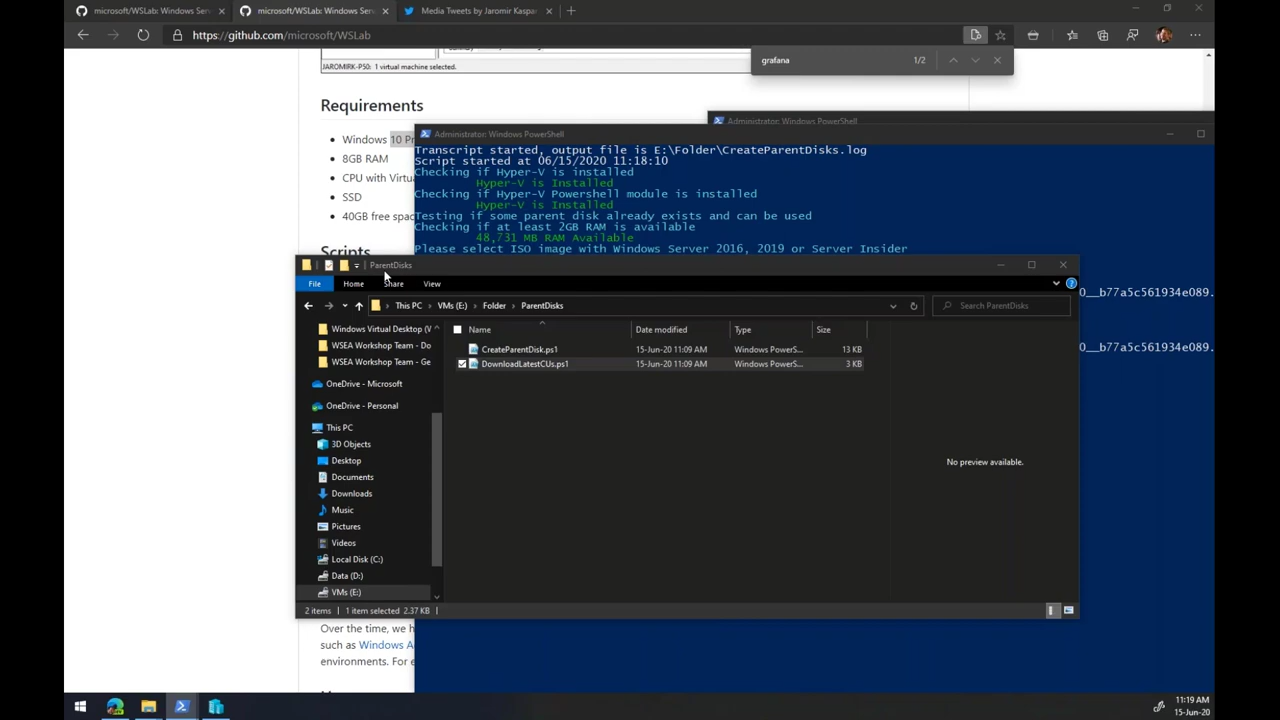 microsoft/WSLab: Windows Serv
microsoft/WSLab: Windows Serv
Media Tweets by Jaromir Kaspar
https://github.com/microsoft/WSLab
JAROMIRK-P50: 1 virtual machine selected.
grafana
1/2
Requirements
Windows 10 Pr
8GB RAM
CPU with Virtu
SSD
40GB free spac
Scripts
Administrator: Windows PowerShell
Administrator: Windows PowerShell
Transcript started, output file is E:\Folder\CreateParentDisks.log
Script started at 06/15/2020 11:18:10
Checking if Hyper-V is installed
Hyper-V is Installed
Checking if Hyper-V Powershell module is installed
Hyper-V is Installed
Testing if some parent disk already exists and can be used
Checking if at least 2GB RAM is available
48,731 MB RAM Available
Please select ISO image with Windows Server 2016, 2019 or Server Insider
0__b77a5c561934e089.
0__b77a5c561934e089.
ParentDisks
File
Home
Share
View
This PC
VMs (E:)
Folder
ParentDisks
Search ParentDisks
Windows Virtual Desktop (V
WSEA Workshop Team - Do
WSEA Workshop Team - Ge
OneDrive - Microsoft
OneDrive - Personal
This PC
3D Objects
Desktop
Documents
Downloads
Music
Pictures
Videos
Local Disk (C:)
Data (D:)
VMs (E:)
Name
Date modified
Type
Size
CreateParentDisk.ps1
15-Jun-20 11:09 AM
Windows PowerS...
13 KB
DownloadLatestCUs.ps1
15-Jun-20 11:09 AM
Windows PowerS...
3 KB
No preview available.
2 items
1 item selected 2.37 KB
Over the time, we h
such as Windows A
environments. For e
11:19 AM
15-Jun-20